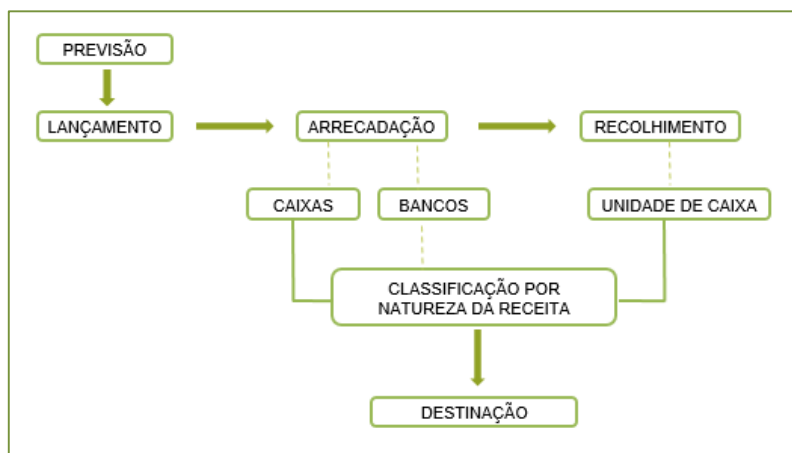 PREVISÃO
LANÇAMENTO
ARRECADAÇÃO
RECOLHIMENTO
CAIXAS
BANCOS
UNIDADE DE CAIXA
CLASSIFICAÇÃO POR
NATUREZA DA RECEITA
DESTINAÇÃO